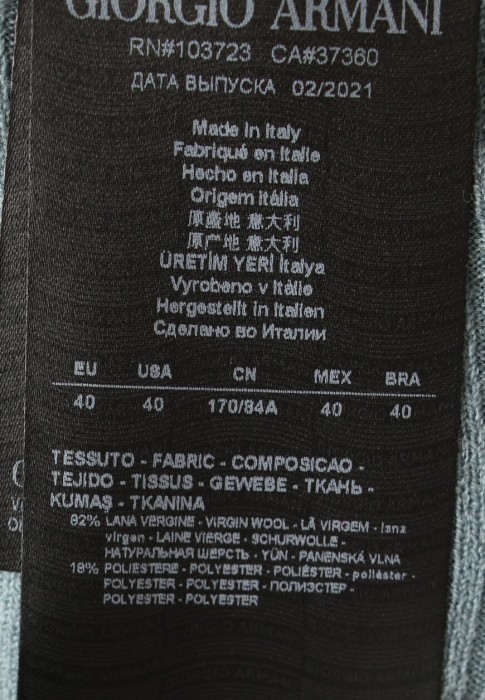 GIORGIO ARMANI
RN#103723 CA#37360
ДАТА ВЫПУСКА 02/2021
Made in Italy
Fabriqué en Italie
Hecho en Italia
Origem Itália
原產地 意大利
原产地 意大利
ÜRETİM YERİ İtalya
Vyrobeno v Itálie
Hergestellt in Italien
Сделано во Италии
EU USA CN MEX BRA
40 40 170/84A 40 40
TESSUTO - FABRIC - COMPOSICAO -
TEJIDO - TISSUS - GEWEBE - ТКАНЬ -
KUMAŞ - TKANINA
82% LANA VERGINE - VIRGIN WOOL - LÃ VIRGEM - lana
virgen - LAINE VIERGE - SCHURWOLLE -
НАТУРАЛЬНАЯ ШЕРСТЬ - YÜN - PANENSKÁ VLNA
18% POLIESTERE - POLYESTER - POLIÉSTER - poliéster -
POLYESTER - POLYESTER - ПОЛИЭСТЕР -
POLYESTER - POLYESTER